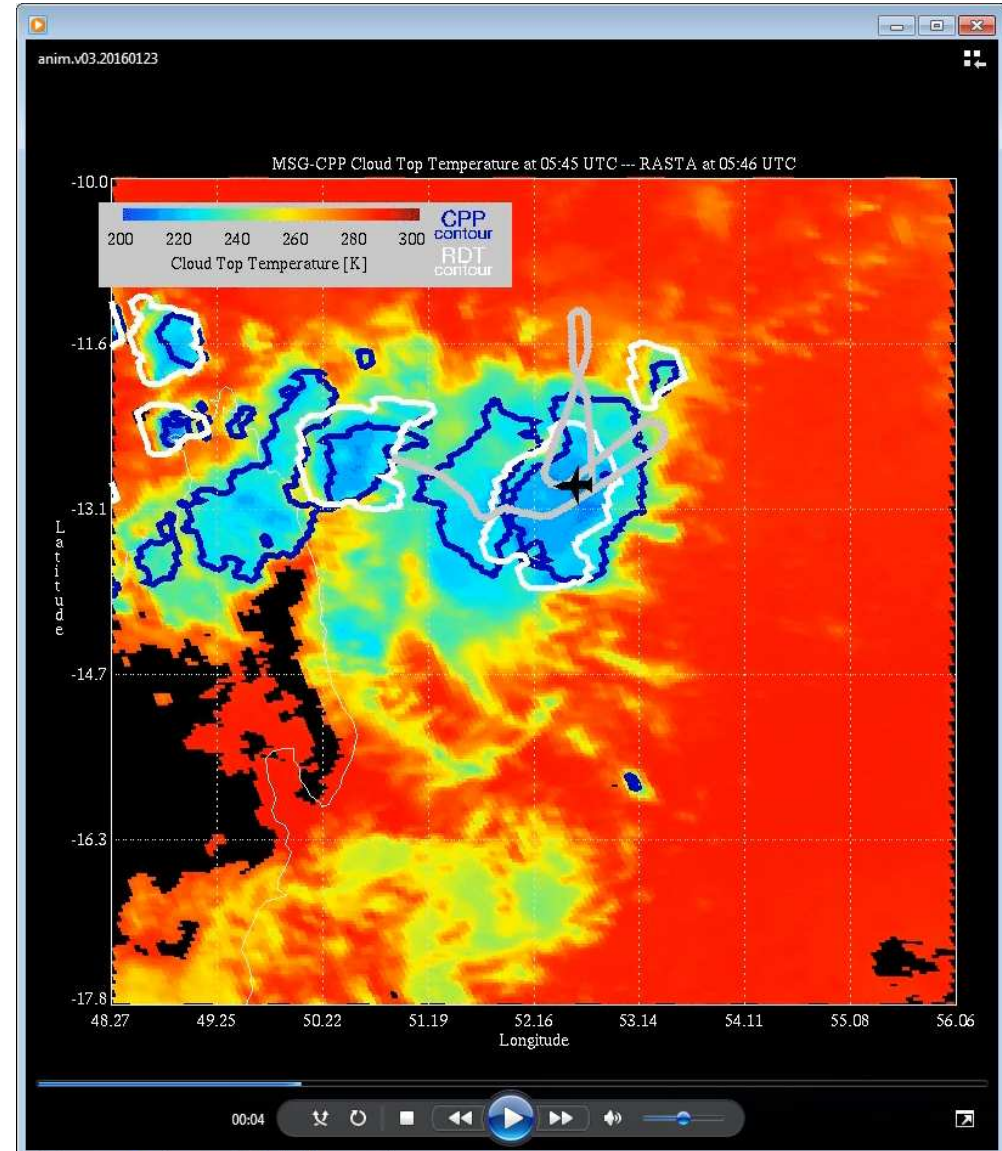 anim.v03.20160123
MSG-CPP Cloud Top Temperature at 05:45 UTC --- RASTA at 05:46 UTC
-10.0
200 220 240 260 280 300
Cloud Top Temperature [K]
CPP
contour
RDT
contour
-11.6
-13.1
Latitude
-14.7
-16.3
-17.8
48.27 49.25 50.22 51.19 52.16 53.14 54.11 55.08 56.06
Longitude
00:04